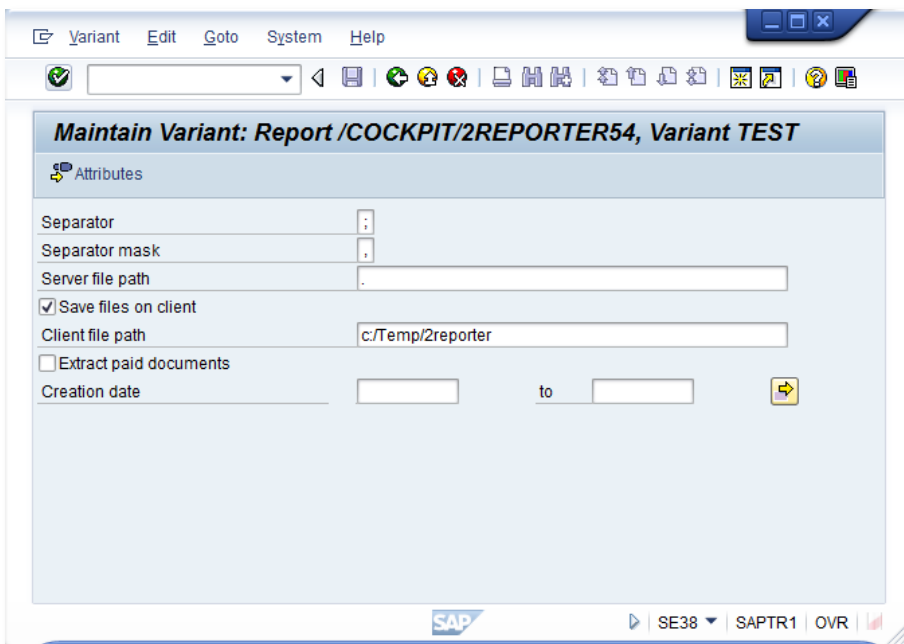 Variant Edit Goto System Help
Maintain Variant: Report /COCKPIT/2REPORTER54, Variant TEST
Attributes
Separator ;
Separator mask ,
Server file path .
Save files on client
Client file path c:/Temp/2reporter
Extract paid documents
Creation date to
SAP SE38 SAPTR1 OVR